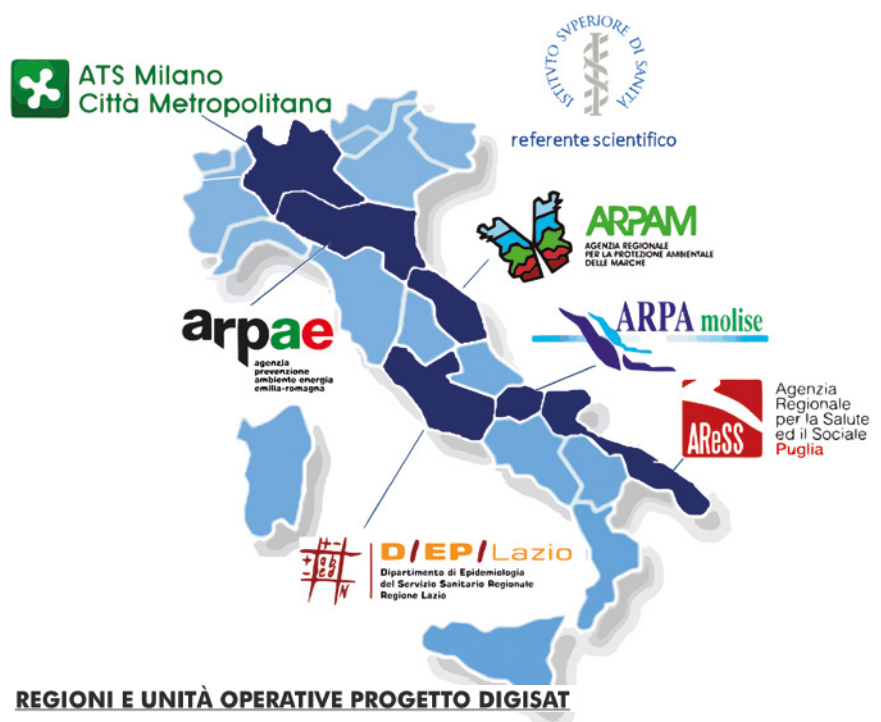 ATS Milano
Città Metropolitana
ISTITVTO SVPERIORE DI SANITÀ
referente scientifico
ARPAM
AGENZIA REGIONALE
PER LA PROTEZIONE AMBIENTALE
DELLE MARCHE
ARPA molise
arpae
agenzia
prevenzione
ambiente energia
emilia-romagna
AReSS
Agenzia
Regionale
per la Salute
ed il Sociale
Puglia
D/EP/Lazio
Dipartimento di Epidemiologia
del Servizio Sanitario Regionale
Regione Lazio
REGIONI E UNITÀ OPERATIVE PROGETTO DIGISAT